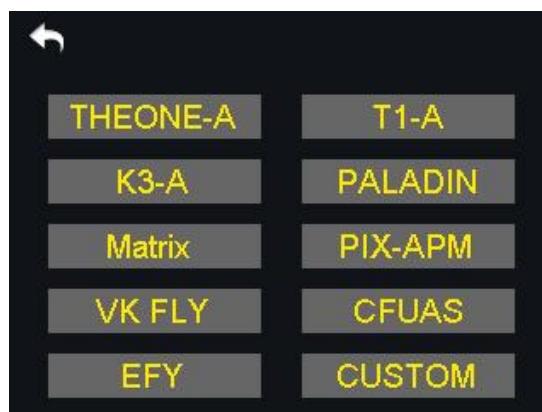 THEONE-A T1-A
K3-A PALADIN
Matrix PIX-APM
VK FLY CFUAS
EFY CUSTOM